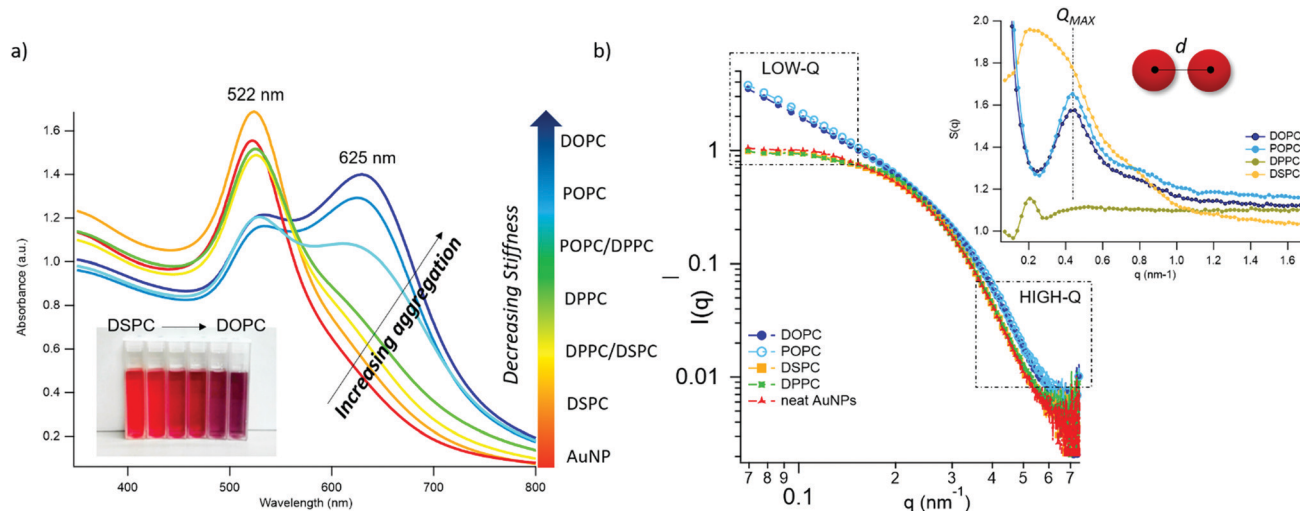 a)
522 nm
625 nm
Absorbance (a.u.)
1.8
1.6
1.4
1.2
1.0
0.8
0.6
0.4
0.2
400
500
600
700
800
Wavelength (nm)
DSPC
DOPC
Increasing aggregation
Decreasing Stiffness
DOPC
POPC
POPC/DPPC
DPPC
DPPC/DSPC
DSPC
AuNP
b)
LOW-Q
HIGH-Q
I(q)
1
0.1
0.01
DOPC
POPC
DSPC
DPPC
neat AuNPs
7
8
9
0.1
2
3
4
5
6
7
q (nm-1)
QMAX
d
S(q)
2.0
1.8
1.6
1.4
1.2
1.0
DOPC
POPC
DPPC
DSPC
0.2
0.4
0.6
0.8
1.0
1.2
1.4
1.6
q (nm-1)